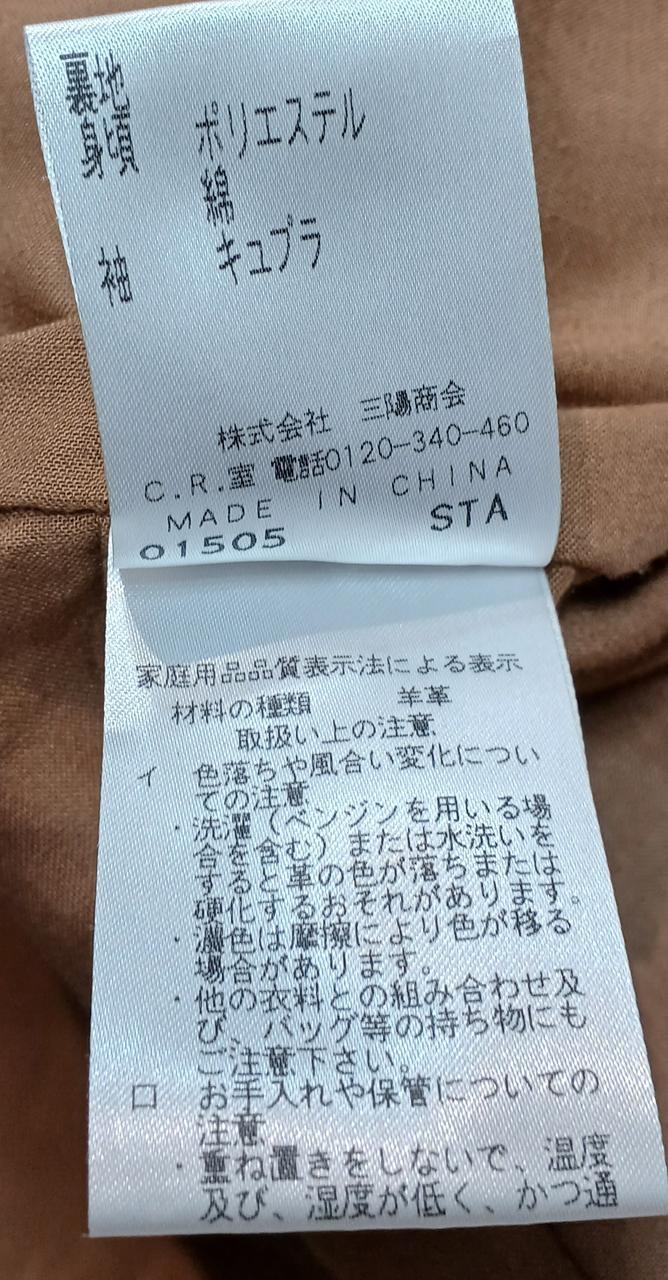 裏地
身頃 ポリエステル
綿
袖 キュプラ
株式会社 三陽商会
C.R.室 電話0120-340-460
MADE IN CHINA
01505 STA
家庭用品品質表示法による表示
材料の種類 羊革
取扱い上の注意
イ 色落ちや風合い変化につい
ての注意
・洗濯(ベンジンを用いる場
合を含む)または水洗いを
すると革の色が落ちまたは
硬化するおそれがあります。
・濃色は摩擦により色が移る
場合があります。
・他の衣料との組み合わせ及
び、バッグ等の持ち物にも
ご注意下さい。
ロ お手入れや保管についての
注意
・重ね置きをしないで、温度
及び、湿度が低く、かつ通